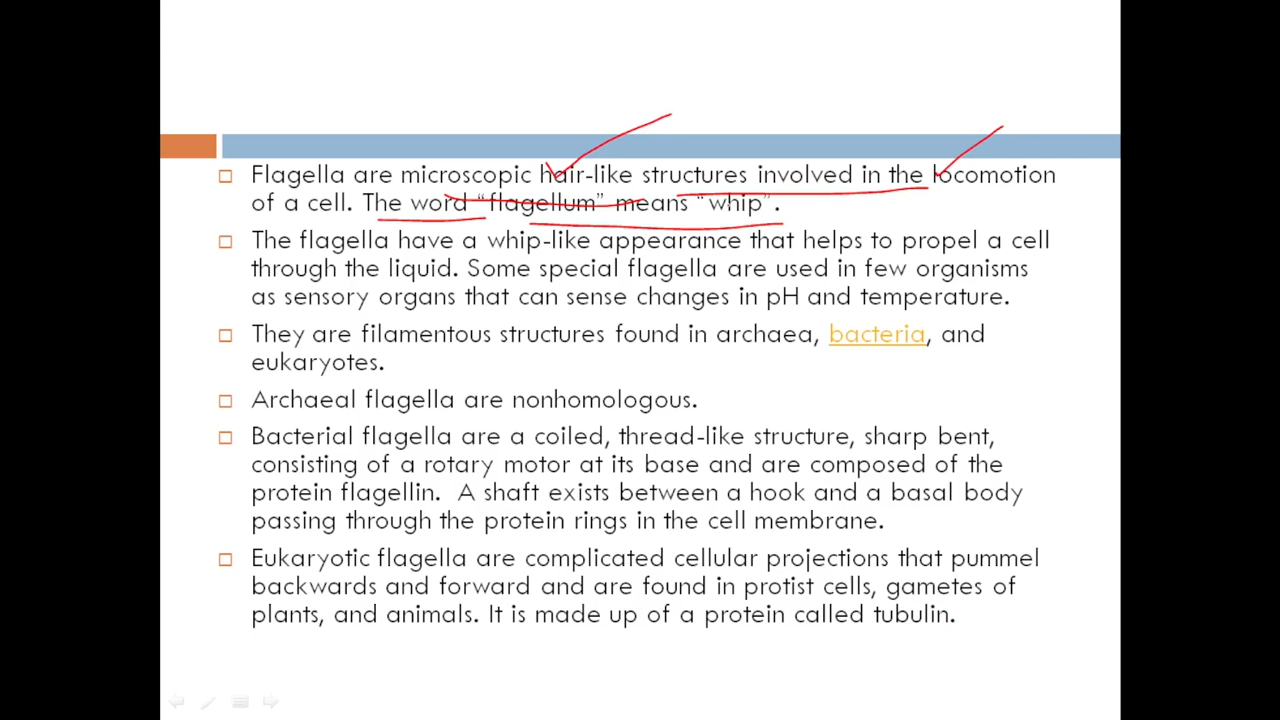 Flagella are microscopic hair-like structures involved in the locomotion
of a cell. The word “flagellum” means “whip”.
The flagella have a whip-like appearance that helps to propel a cell
through the liquid. Some special flagella are used in few organisms
as sensory organs that can sense changes in pH and temperature.
They are filamentous structures found in archaea, bacteria, and
eukaryotes.
Archaeal flagella are nonhomologous.
Bacterial flagella are a coiled, thread-like structure, sharp bent,
consisting of a rotary motor at its base and are composed of the
protein flagellin. A shaft exists between a hook and a basal body
passing through the protein rings in the cell membrane.
Eukaryotic flagella are complicated cellular projections that pummel
backwards and forward and are found in protist cells, gametes of
plants, and animals. It is made up of a protein called tubulin.